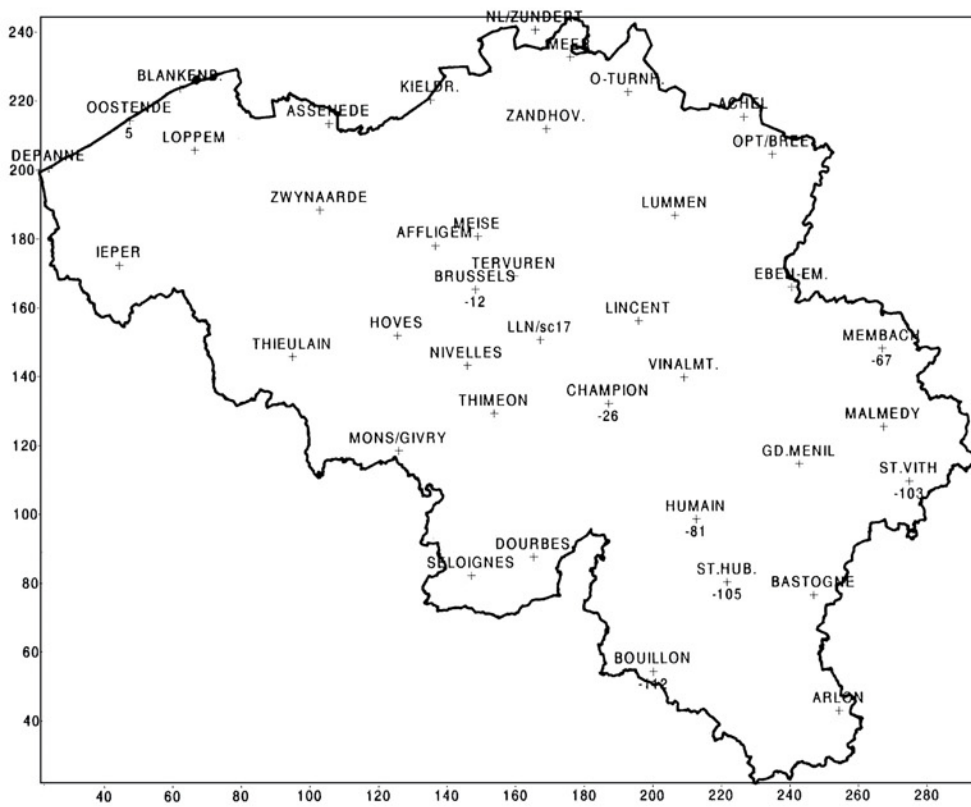 240
NL/ZUNDERT
MEER
BLANKENB.
KIELDR.
O-TURNH.
220
OOSTENDE
5
ASSENEDE
ZANDHOV.
ACHEL
LOPPEM
OPT/BREE.
DEPANNE
200
ZWYNAARDE
LUMMEN
MEISE
AFFLIGEM
180
IEPER
TERVUREN
BRUSSELS
-12
EBEN-EM.
160
HOVES
LLN/sc17
LINCENT
MEMBACH
-67
THIEULAIN
NIVELLES
VINALMT.
140
THIMEON
CHAMPION
-26
MALMEDY
120
MONS/GIVRY
GD.MENIL
ST.VITH
-103
100
HUMAIN
-81
DOURBES
SELOIGNES
80
ST.HUB.
-105
BASTOGNE
60
BOUILLON
-112
ARLON
40
40 60 80 100 120 140 160 180 200 220 240 260 280